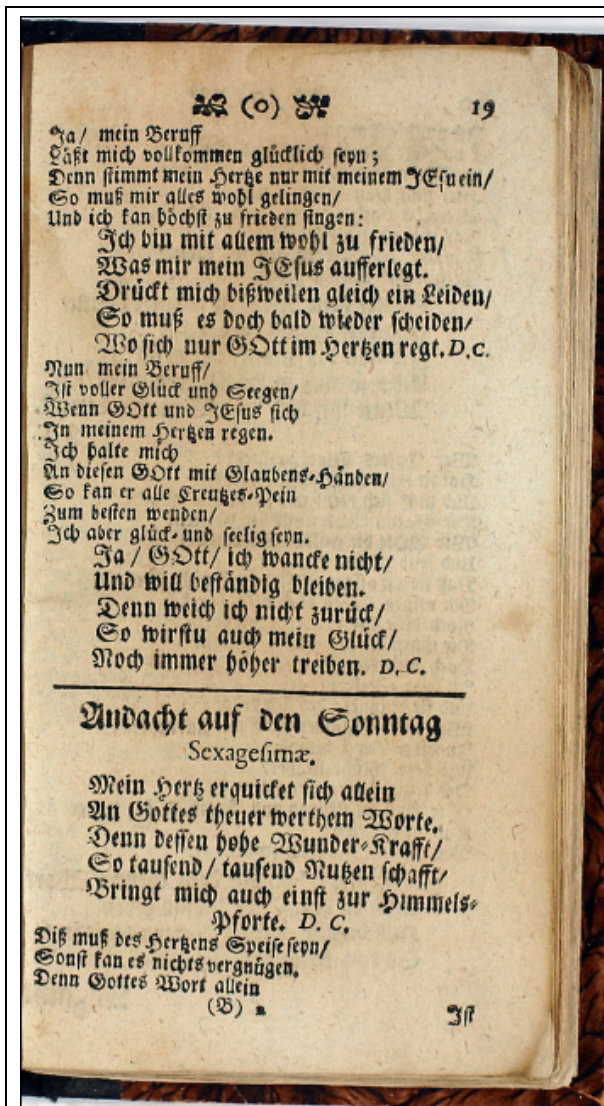 (o) 19
Ja/ mein Beruff
Läßt mich vollkommen glücklich seyn;
Denn stimmt mein Hertze nur mit meinem JEsu ein/
So muß mir alles wohl gelingen/
Und ich kan höchst zu frieden singen:
Ich bin mit allem wohl zu frieden/
Was mir mein JEsus aufferlegt.
Drückt mich bißweilen gleich ein Leiden/
So muß es doch bald wieder scheiden/
Wo sich nur GOtt im Hertzen regt. D.C.
Nun mein Beruff/
Ist voller Glück und Seegen/
Wenn GOtt und JEsus sich
In meinem Hertzen regen.
Ich halte mich
An diesen GOtt mit Glaubens-Händen/
So kan er alle Creutzes-Pein
Zum besten wenden/
Ich aber glück- und seelig seyn.
Ja / GOtt/ ich wancke nicht/
Und will beständig bleiben.
Denn weich ich nicht zurück/
So wirstu auch mein Glück/
Noch immer höher treiben. D. C.
Andacht auf den Sonntag
Sexagesimæ.
Mein Hertz erquicket sich allein
An Gottes theuer werthem Worte.
Denn dessen hohe Wunder-Krafft/
So tausend / tausend Nutzen schafft/
Bringt mich auch einst zur Himmels-
Pforte. D. C.
Diß muß des Hertzens Speise seyn/
Sonst kan es nichts vergnügen.
Denn Gottes Wort allein
(B) 2 Ist